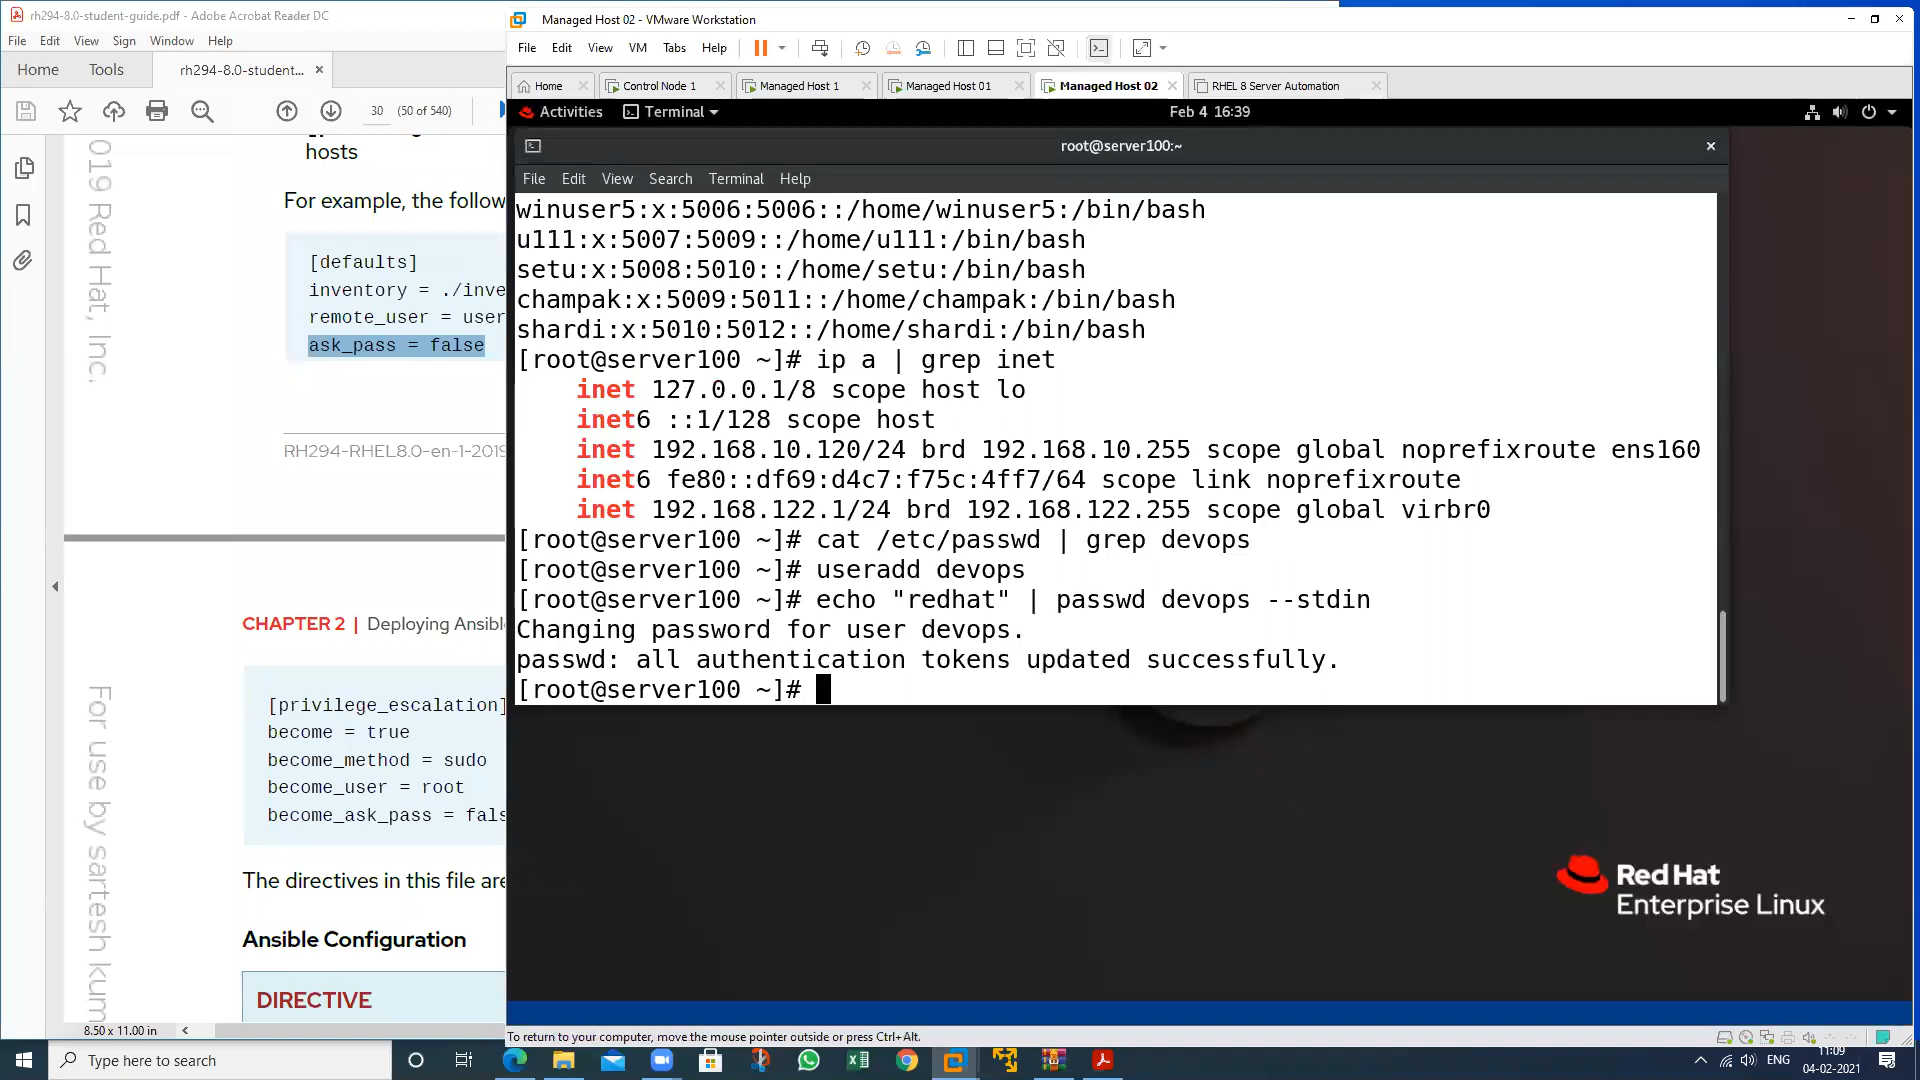 rh294-8.0-student-guide.pdf - Adobe Acrobat Reader DC
File Edit View Sign Window Help
Home Tools rh294-8.0-student...
30 (50 of 540)
hosts
For example, the follow
[defaults]
inventory = ./inve
remote_user = user
ask_pass = false
RH294-RHEL8.0-en-1-2019
019 Red Hat, Inc.
CHAPTER 2 | Deploying Ansibl
[privilege_escalation]
become = true
become_method = sudo
become_user = root
become_ask_pass = fals
The directives in this file are
Ansible Configuration
DIRECTIVE
For use by sartesh kum
8.50 x 11.00 in
Managed Host 02 - VMware Workstation
File Edit View VM Tabs Help
Home Control Node 1 Managed Host 1 Managed Host 01 Managed Host 02 RHEL 8 Server Automation
Activities Terminal Feb 4 16:39
root@server100:~
File Edit View Search Terminal Help
winuser5:x:5006:5006::/home/winuser5:/bin/bash
u111:x:5007:5009::/home/u111:/bin/bash
setu:x:5008:5010::/home/setu:/bin/bash
champak:x:5009:5011::/home/champak:/bin/bash
shardi:x:5010:5012::/home/shardi:/bin/bash
[root@server100 ~]# ip a | grep inet
inet 127.0.0.1/8 scope host lo
inet6 ::1/128 scope host
inet 192.168.10.120/24 brd 192.168.10.255 scope global noprefixroute ens160
inet6 fe80::df69:d4c7:f75c:4ff7/64 scope link noprefixroute
inet 192.168.122.1/24 brd 192.168.122.255 scope global virbr0
[root@server100 ~]# cat /etc/passwd | grep devops
[root@server100 ~]# useradd devops
[root@server100 ~]# echo "redhat" | passwd devops --stdin
Changing password for user devops.
passwd: all authentication tokens updated successfully.
[root@server100 ~]#
Red Hat
Enterprise Linux
To return to your computer, move the mouse pointer outside or press Ctrl+Alt.
Type here to search
ENG
11:09
04-02-2021